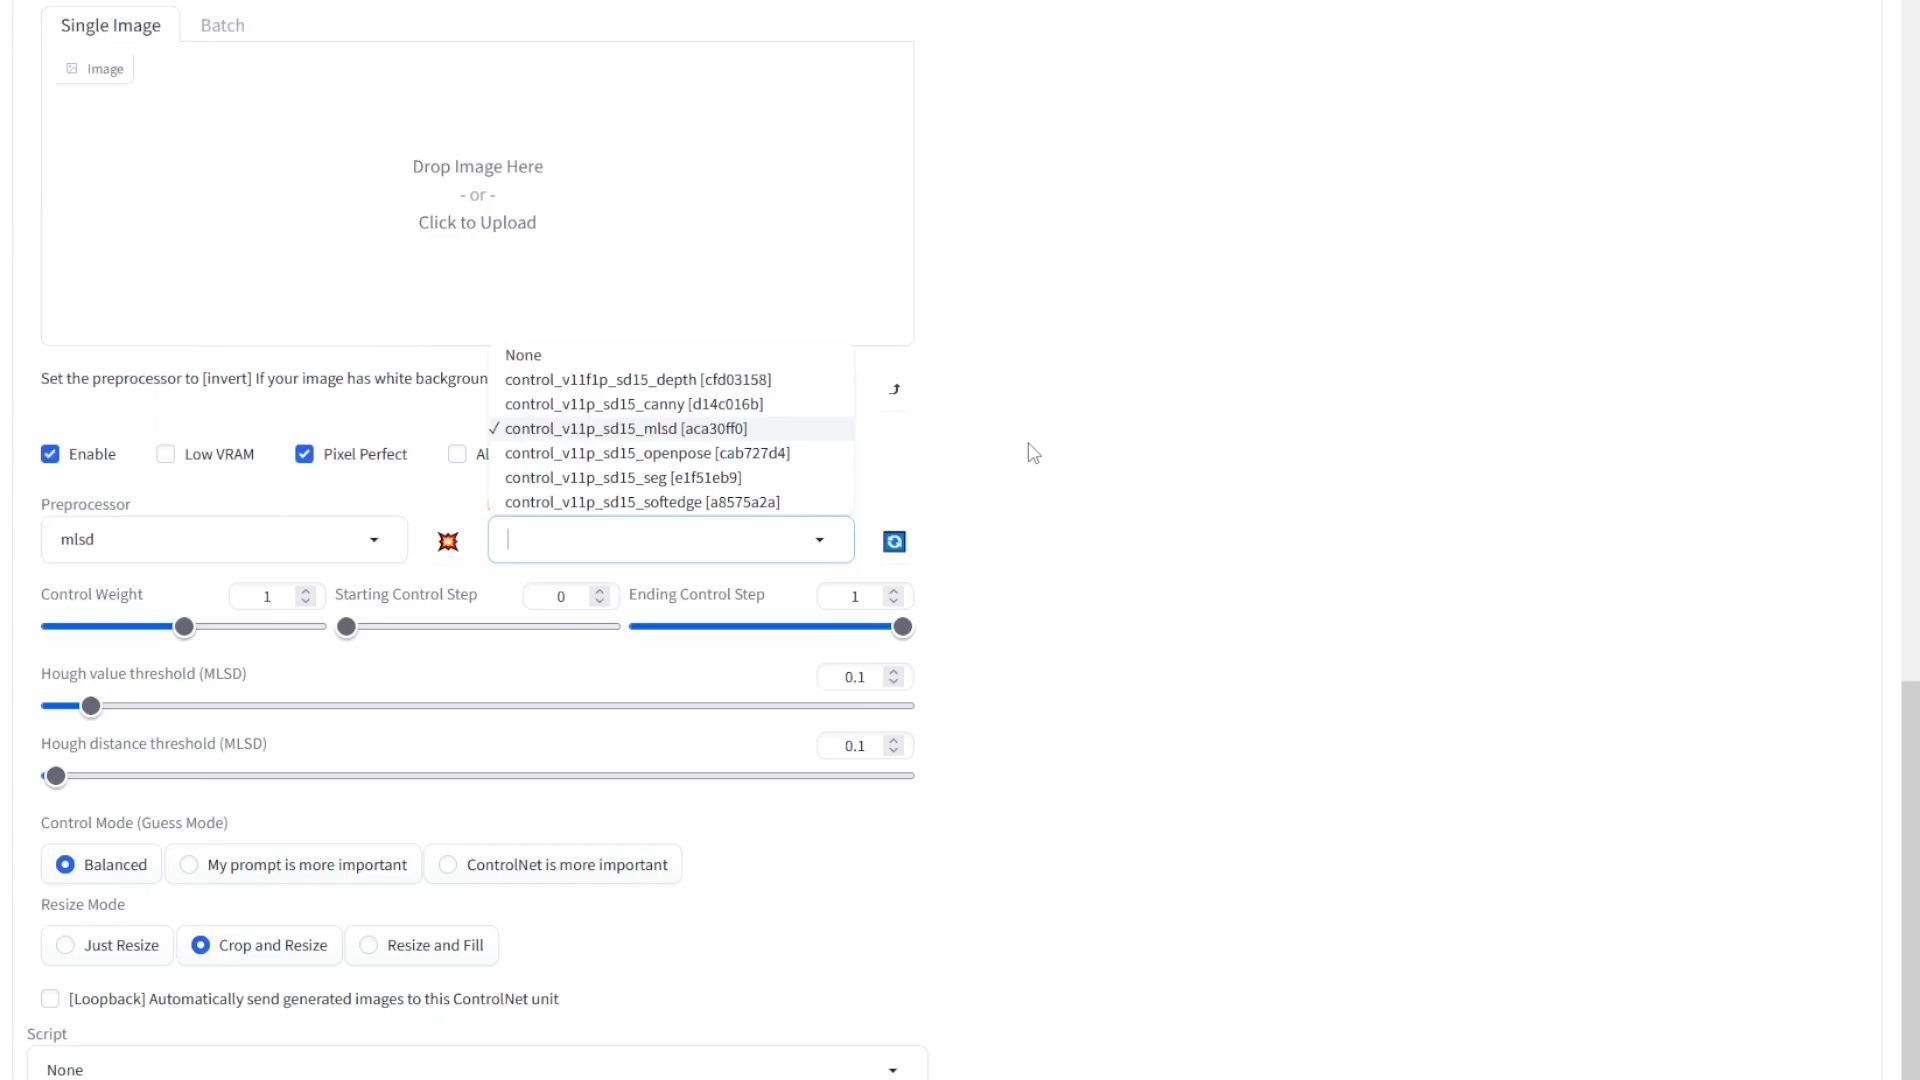 Single Image
Batch
Image
Drop Image Here
- or -
Click to Upload
Set the preprocessor to [invert] If your image has white backgroun
None
control_v11f1p_sd15_depth [cfd03158]
control_v11p_sd15_canny [d14c016b]
✓ control_v11p_sd15_mlsd [aca30ff0]
control_v11p_sd15_openpose [cab727d4]
control_v11p_sd15_seg [e1f51eb9]
control_v11p_sd15_softedge [a8575a2a]
Enable
Low VRAM
Pixel Perfect
Al
Preprocessor
mlsd
Control Weight
1
Starting Control Step
0
Ending Control Step
1
Hough value threshold (MLSD)
0.1
Hough distance threshold (MLSD)
0.1
Control Mode (Guess Mode)
Balanced
My prompt is more important
ControlNet is more important
Resize Mode
Just Resize
Crop and Resize
Resize and Fill
[Loopback] Automatically send generated images to this ControlNet unit
Script
None